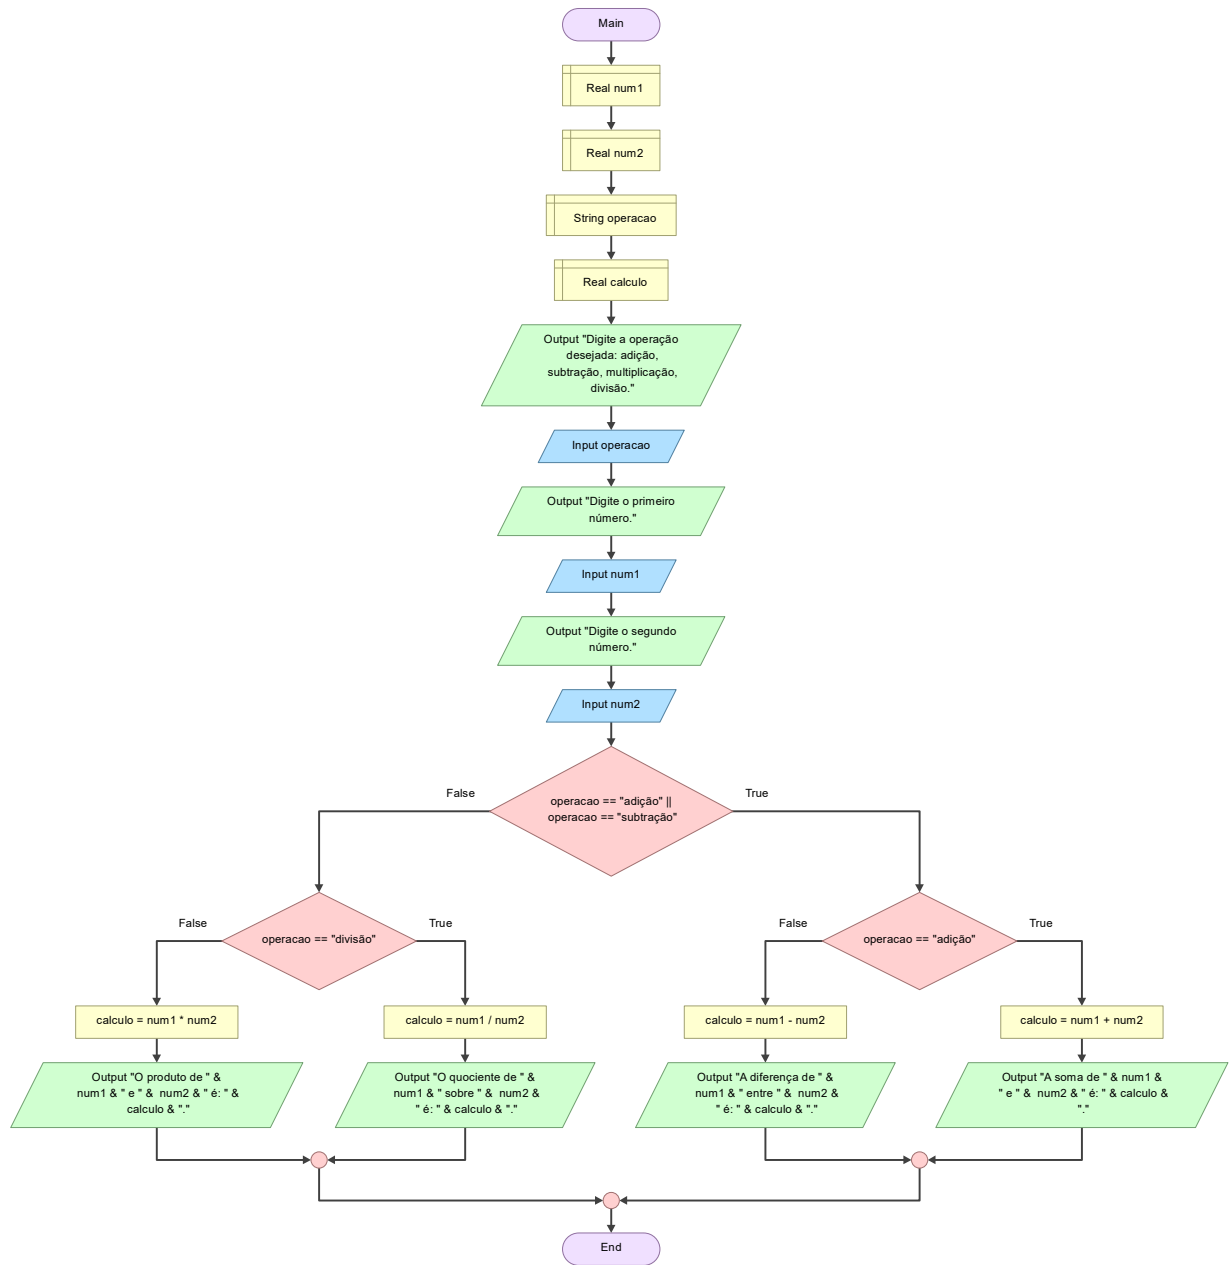 Main
Real num1
Real num2
String operacao
Real calculo
Output "Digite a operação
desejada: adição,
subtração, multiplicação,
divisão."
Input operacao
Output "Digite o primeiro
número."
Input num1
Output "Digite o segundo
número."
Input num2
False
True
operacao == "adição" ||
operacao == "subtração"
False
True
operacao == "divisão"
False
True
operacao == "adição"
calculo = num1 * num2
calculo = num1 / num2
calculo = num1 - num2
calculo = num1 + num2
Output "O produto de " &
num1 & " e " &  num2 & " é: " &
calculo & "."
Output "O quociente de " &
num1 & " sobre " &  num2 &
" é: " & calculo & "."
Output "A diferença de " &
num1 & " entre " &  num2 &
" é: " & calculo & "."
Output "A soma de " & num1 &
" e " &  num2 & " é: " & calculo &
"."
End